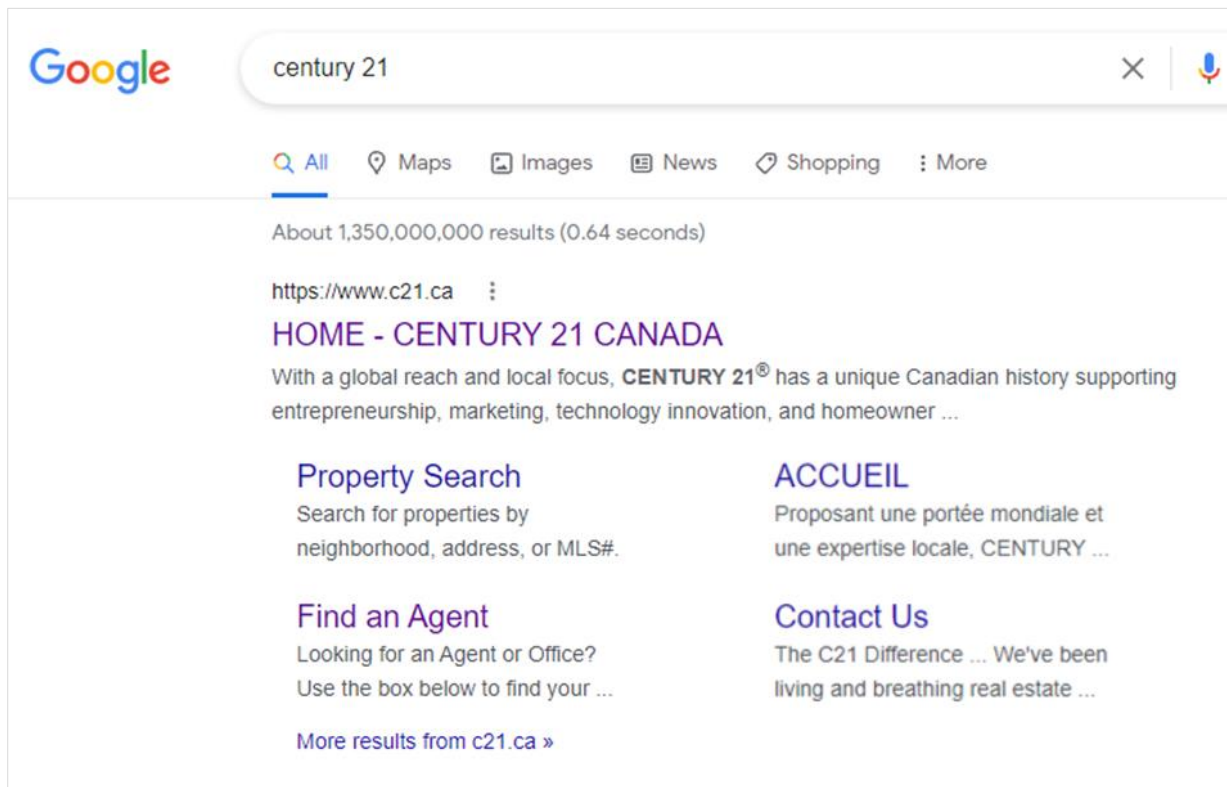 Google
century 21
All Maps Images News Shopping More
About 1,350,000,000 results (0.64 seconds)
https://www.c21.ca
HOME - CENTURY 21 CANADA
With a global reach and local focus, CENTURY 21® has a unique Canadian history supporting
entrepreneurship, marketing, technology innovation, and homeowner ...
Property Search
Search for properties by
neighborhood, address, or MLS#.
ACCUEIL
Proposant une portée mondiale et
une expertise locale, CENTURY ...
Find an Agent
Looking for an Agent or Office?
Use the box below to find your ...
Contact Us
The C21 Difference ... We've been
living and breathing real estate ...
More results from c21.ca »